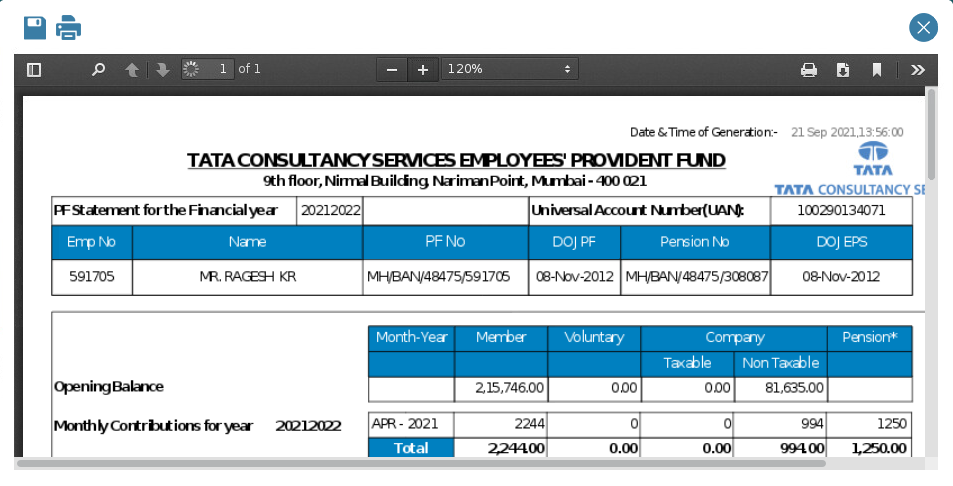 1 of 1
120%
Date & Time of Generation:- 21 Sep 2021,13:56:00
TATA CONSULTANCY SERVICES EMPLOYEES' PROVIDENT FUND
TATA
9th floor, Nirmal Building, Nariman Point, Mumbai - 400 021
TATA CONSULTANCY SE
PF Statement for the Financial year 20212022 Universal Account Number(UAN): 100290134071
Emp No Name PF No DOJ PF Pension No DOJ EPS
591705 MR. RAGESH KR MH/BAN/48475/591705 08-Nov-2012 MH/BAN/48475/308087 08-Nov-2012
Month-Year Member Voluntary Company Pension*
Taxable Non Taxable
Opening Balance 2,15,746.00 0.00 0.00 81,635.00
Monthly Contributions for year 20212022 APR - 2021 2244 0 0 994 1250
Total 2,244.00 0.00 0.00 994.00 1,250.00